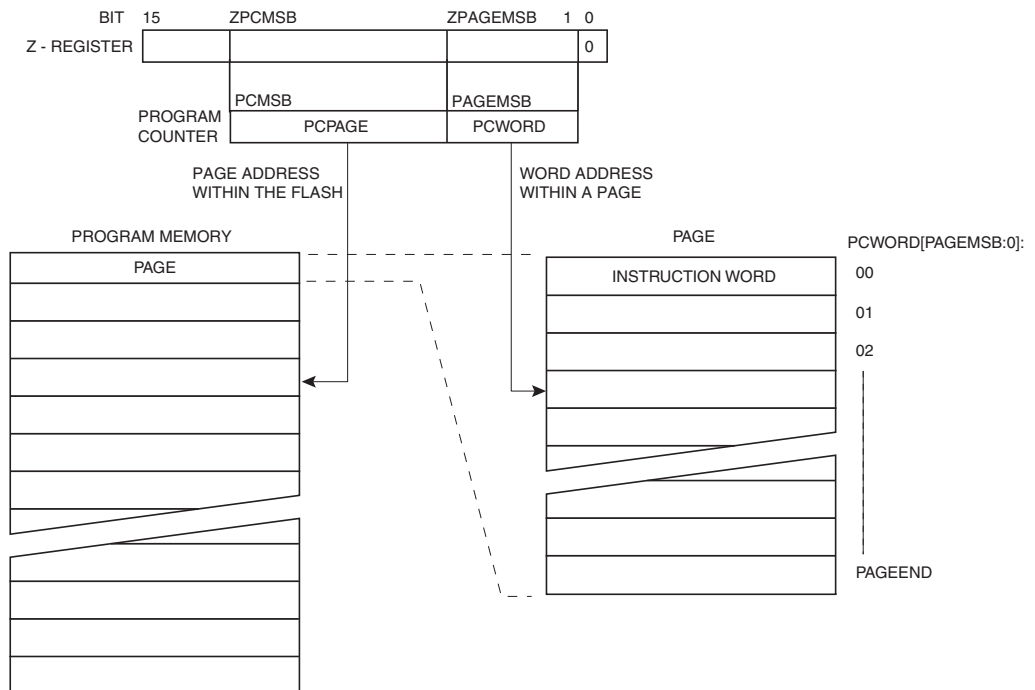 BIT 15 ZPCMSB ZPAGEMSB 1 0
Z - REGISTER 0
PCMSB PAGEMSB
PROGRAM
COUNTER
PCPAGE PCWORD
PAGE ADDRESS
WITHIN THE FLASH
WORD ADDRESS
WITHIN A PAGE
PROGRAM MEMORY
PAGE
PAGE
PCWORD[PAGEMSB:0]:
INSTRUCTION WORD
00
01
02
PAGEEND